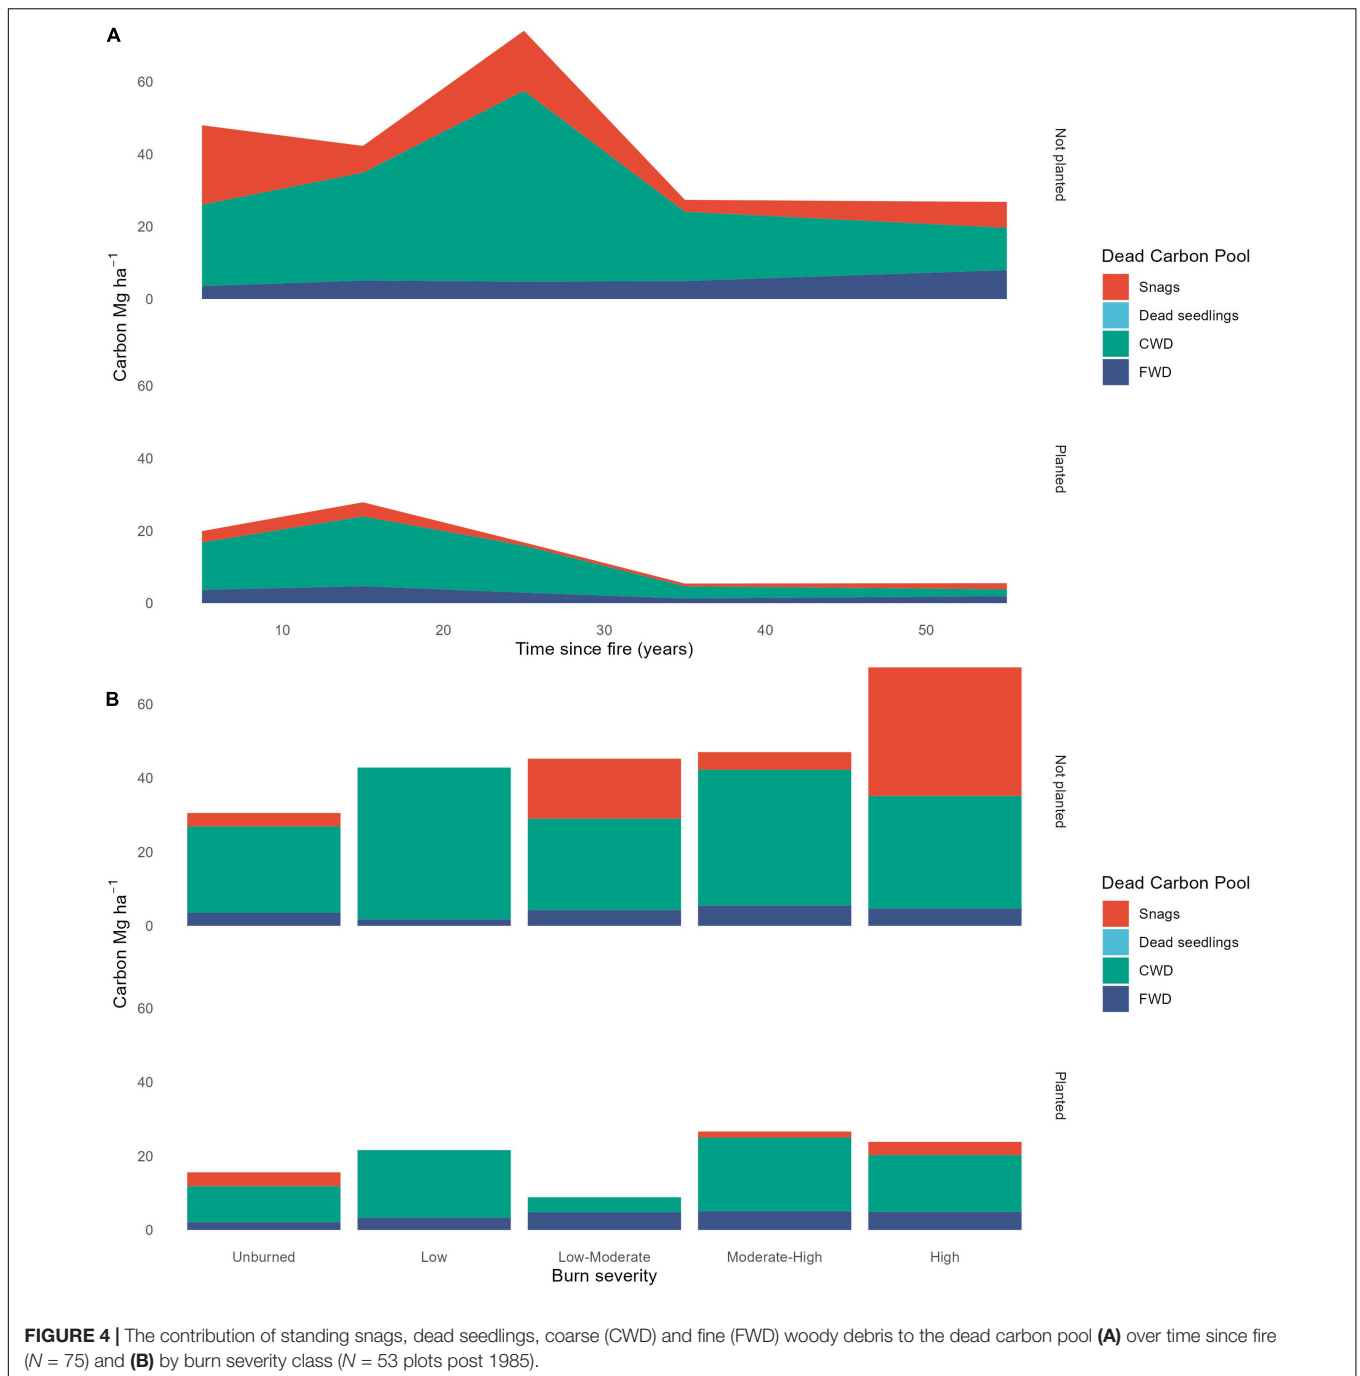 A
60
40
20
0
Not planted
Carbon Mg ha⁻¹
60
40
20
0
Planted
10 20 30 40 50
Time since fire (years)
Dead Carbon Pool
Snags
Dead seedlings
CWD
FWD
B
60
40
20
0
Not planted
Carbon Mg ha⁻¹
60
40
20
0
Planted
Unburned Low Low-Moderate Moderate-High High
Burn severity
Dead Carbon Pool
Snags
Dead seedlings
CWD
FWD
FIGURE 4 | The contribution of standing snags, dead seedlings, coarse (CWD) and fine (FWD) woody debris to the dead carbon pool (A) over time since fire
(N = 75) and (B) by burn severity class (N = 53 plots post 1985).